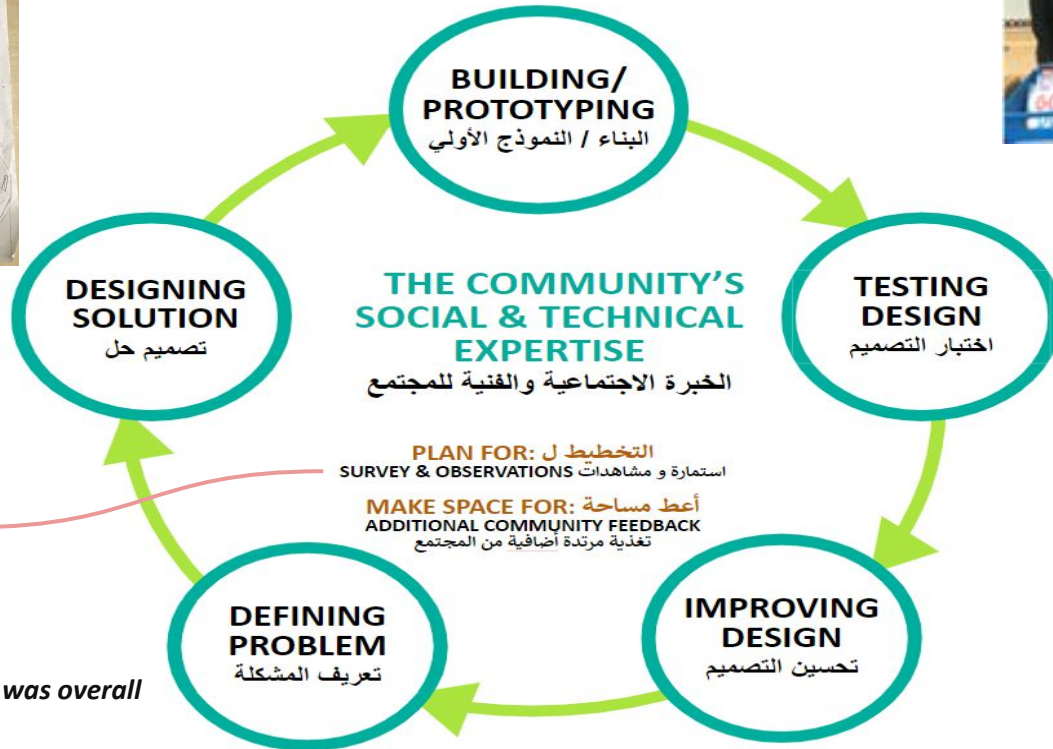 BUILDING/
PROTOTYPING
البناء / النموذج الأولي
DESIGNING
SOLUTION
تصميم حل
THE COMMUNITY'S
SOCIAL & TECHNICAL
EXPERTISE
الخبرة الاجتماعية والفنية للمجتمع
TESTING
DESIGN
اختبار التصميم
PLAN FOR: التخطيط ل
SURVEY & OBSERVATIONS استمارة و مشاهدات
MAKE SPACE FOR: أعط مساحة
ADDITIONAL COMMUNITY FEEDBACK
تغذية مرتدة أضافية من المجتمع
DEFINING
PROBLEM
تعريف المشكلة
IMPROVING
DESIGN
تحسين التصميم
was overall